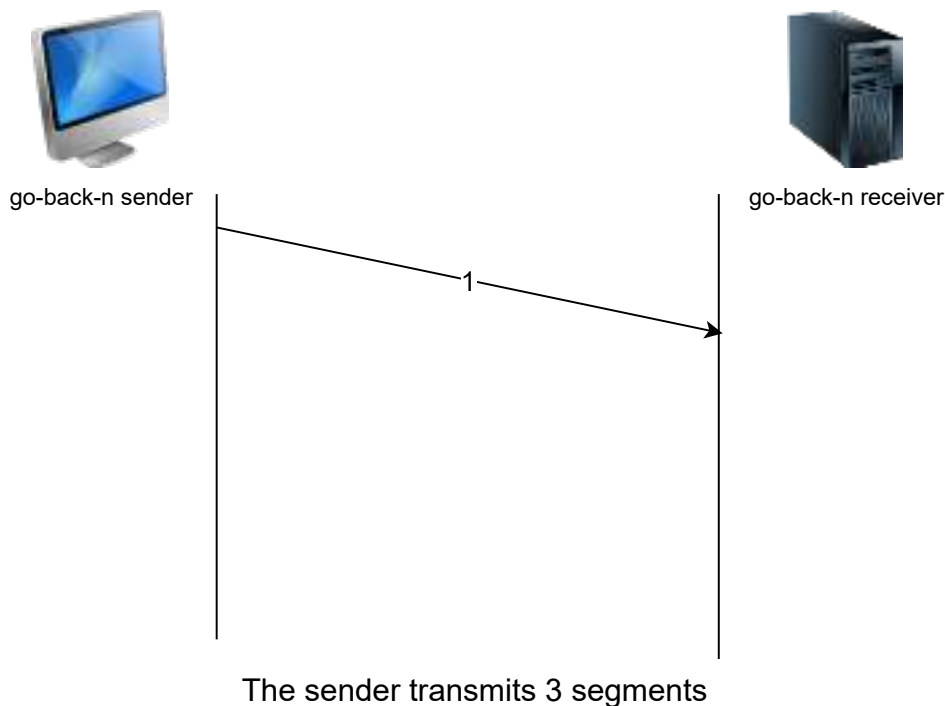 go-back-n sender
go-back-n receiver
1
The sender transmits 3 segments